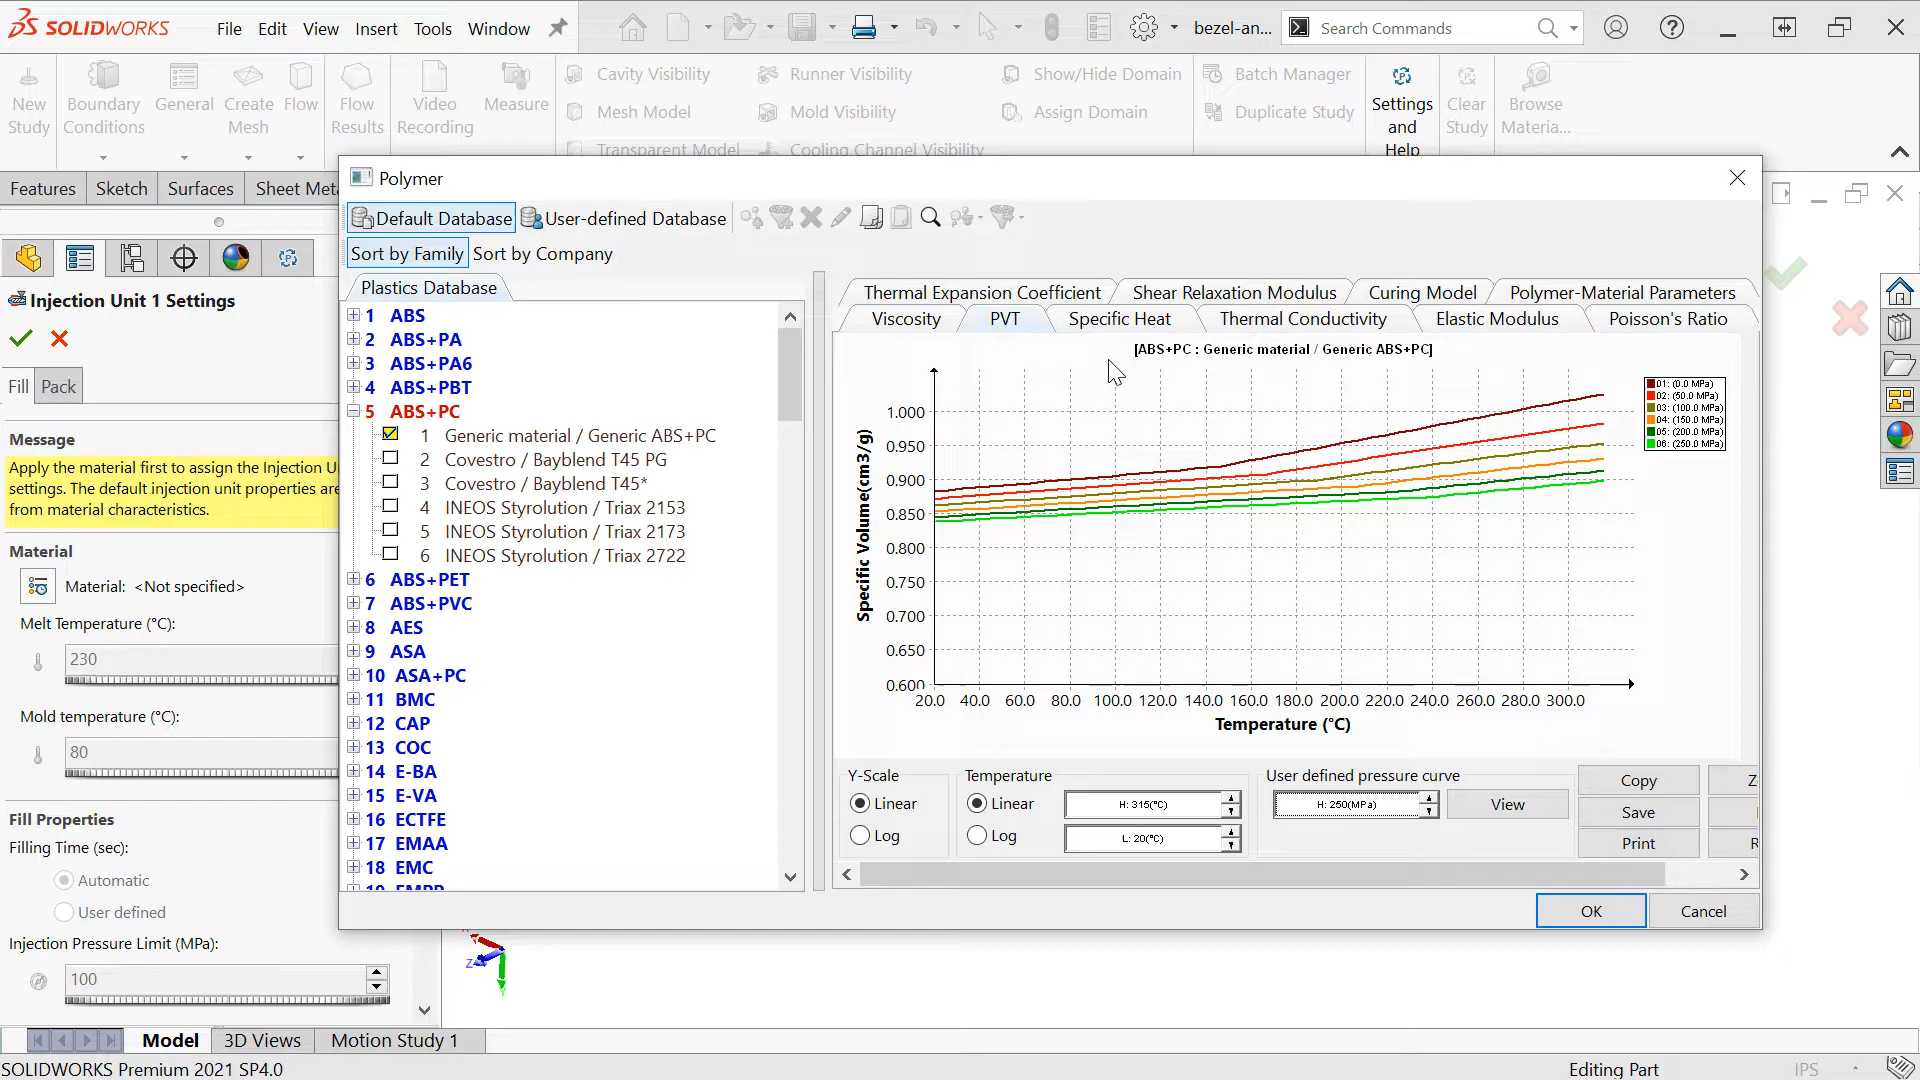 SOLIDWORKS File Edit View Insert Tools Window bezel-an... Search Commands
New Study
Boundary Conditions
General
Create Mesh
Flow
Flow Results
Video Recording
Measure
Cavity Visibility Runner Visibility Show/Hide Domain Batch Manager
Mesh Model Mold Visibility Assign Domain Duplicate Study
Transparent Model Cooling Channel Visibility
Settings and Help
Clear Study
Browse Materia...
Features Sketch Surfaces Sheet Meta
Injection Unit 1 Settings
Fill Pack
Message
Apply the material first to assign the Injection U
settings. The default injection unit properties are
from material characteristics.
Material
Material: <Not specified>
Melt Temperature (°C):
230
Mold temperature (°C):
80
Fill Properties
Filling Time (sec):
Automatic
User defined
Injection Pressure Limit (MPa):
100
Polymer
Default Database User-defined Database
Sort by Family Sort by Company
Plastics Database
1 ABS
2 ABS+PA
3 ABS+PA6
4 ABS+PBT
5 ABS+PC
1 Generic material / Generic ABS+PC
2 Covestro / Bayblend T45 PG
3 Covestro / Bayblend T45*
4 INEOS Styrolution / Triax 2153
5 INEOS Styrolution / Triax 2173
6 INEOS Styrolution / Triax 2722
6 ABS+PET
7 ABS+PVC
8 AES
9 ASA
10 ASA+PC
11 BMC
12 CAP
13 COC
14 E-BA
15 E-VA
16 ECTFE
17 EMAA
18 EMC
Thermal Expansion Coefficient Shear Relaxation Modulus Curing Model Polymer-Material Parameters
Viscosity PVT Specific Heat Thermal Conductivity Elastic Modulus Poisson's Ratio
[ABS+PC : Generic material / Generic ABS+PC]
01: (0.0 MPa)
02: (50.0 MPa)
03: (100.0 MPa)
04: (150.0 MPa)
05: (200.0 MPa)
06: (250.0 MPa)
Specific Volume(cm3/g)
1.000
0.950
0.900
0.850
0.800
0.750
0.700
0.650
0.600
20.0 40.0 60.0 80.0 100.0 120.0 140.0 160.0 180.0 200.0 220.0 240.0 260.0 280.0 300.0
Temperature (°C)
Y-Scale
Linear
Log
Temperature
Linear
Log
H: 315(°C)
L: 20(°C)
User defined pressure curve
H: 250(MPa)
View
Copy
Save
Print
OK Cancel
Z
Y
Model 3D Views Motion Study 1
SOLIDWORKS Premium 2021 SP4.0 Editing Part IPS